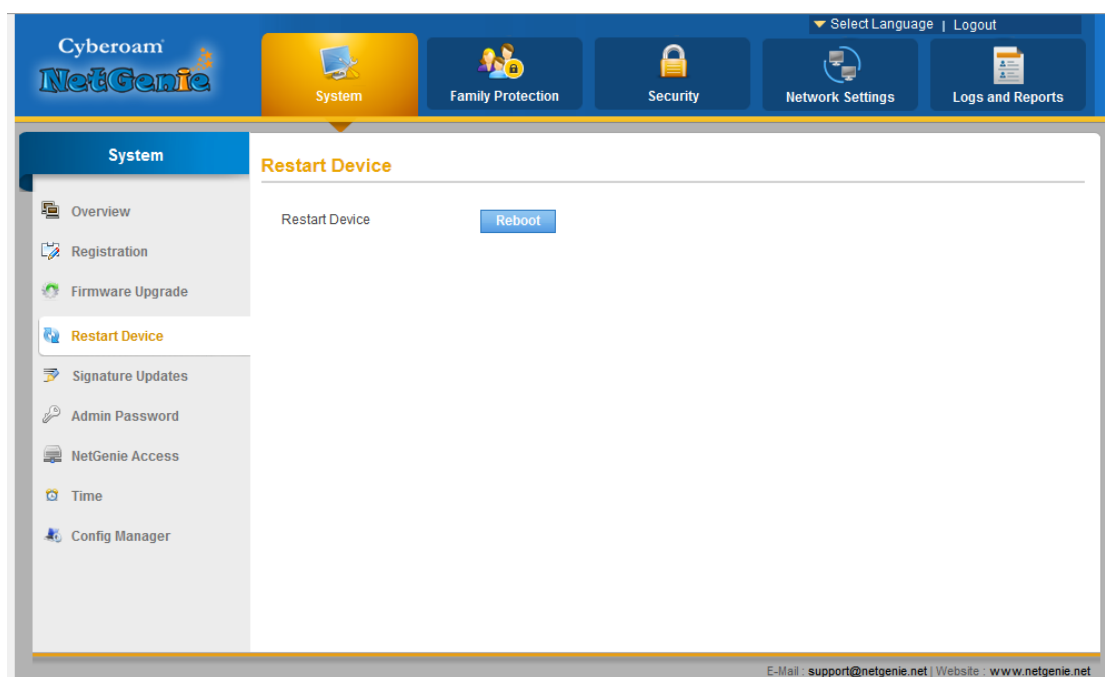 Select Language | Logout
Cyberoam
NetGenie
System
Family Protection
Security
Network Settings
Logs and Reports
System
Overview
Registration
Firmware Upgrade
Restart Device
Signature Updates
Admin Password
NetGenie Access
Time
Config Manager
Restart Device
Restart Device
Reboot
E-Mail : support@netgenie.net | Website : www.netgenie.net